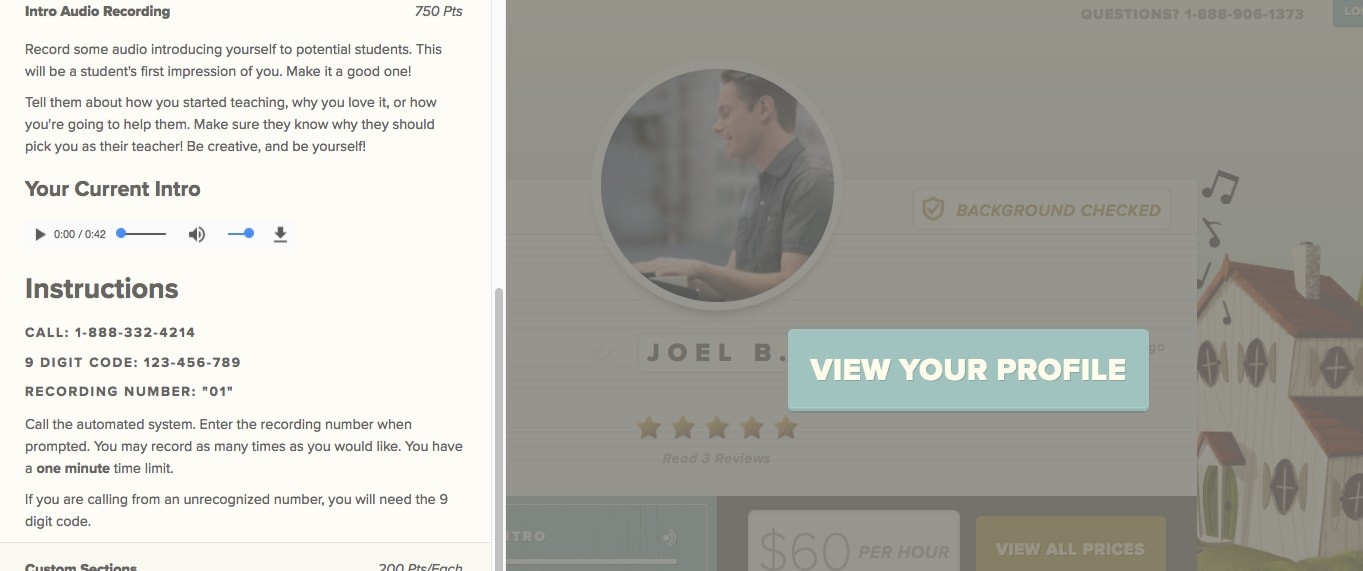 Intro Audio Recording 750 Pts
Record some audio introducing yourself to potential students. This
will be a student's first impression of you. Make it a good one!
Tell them about how you started teaching, why you love it, or how
you're going to help them. Make sure they know why they should
pick you as their teacher! Be creative, and be yourself!
Your Current Intro
0:00 / 0:42
Instructions
CALL: 1-888-332-4214
9 DIGIT CODE: 123-456-789
RECORDING NUMBER: "01"
Call the automated system. Enter the recording number when
prompted. You may record as many times as you would like. You have
a one minute time limit.
If you are calling from an unrecognized number, you will need the 9
digit code.
Custom Sections 200 Pts/Each
QUESTIONS? 1-888-906-1373
LO
BACKGROUND CHECKED
JOEL B.
go
VIEW YOUR PROFILE
Read 3 Reviews
NTRO
$60 PER HOUR
VIEW ALL PRICES